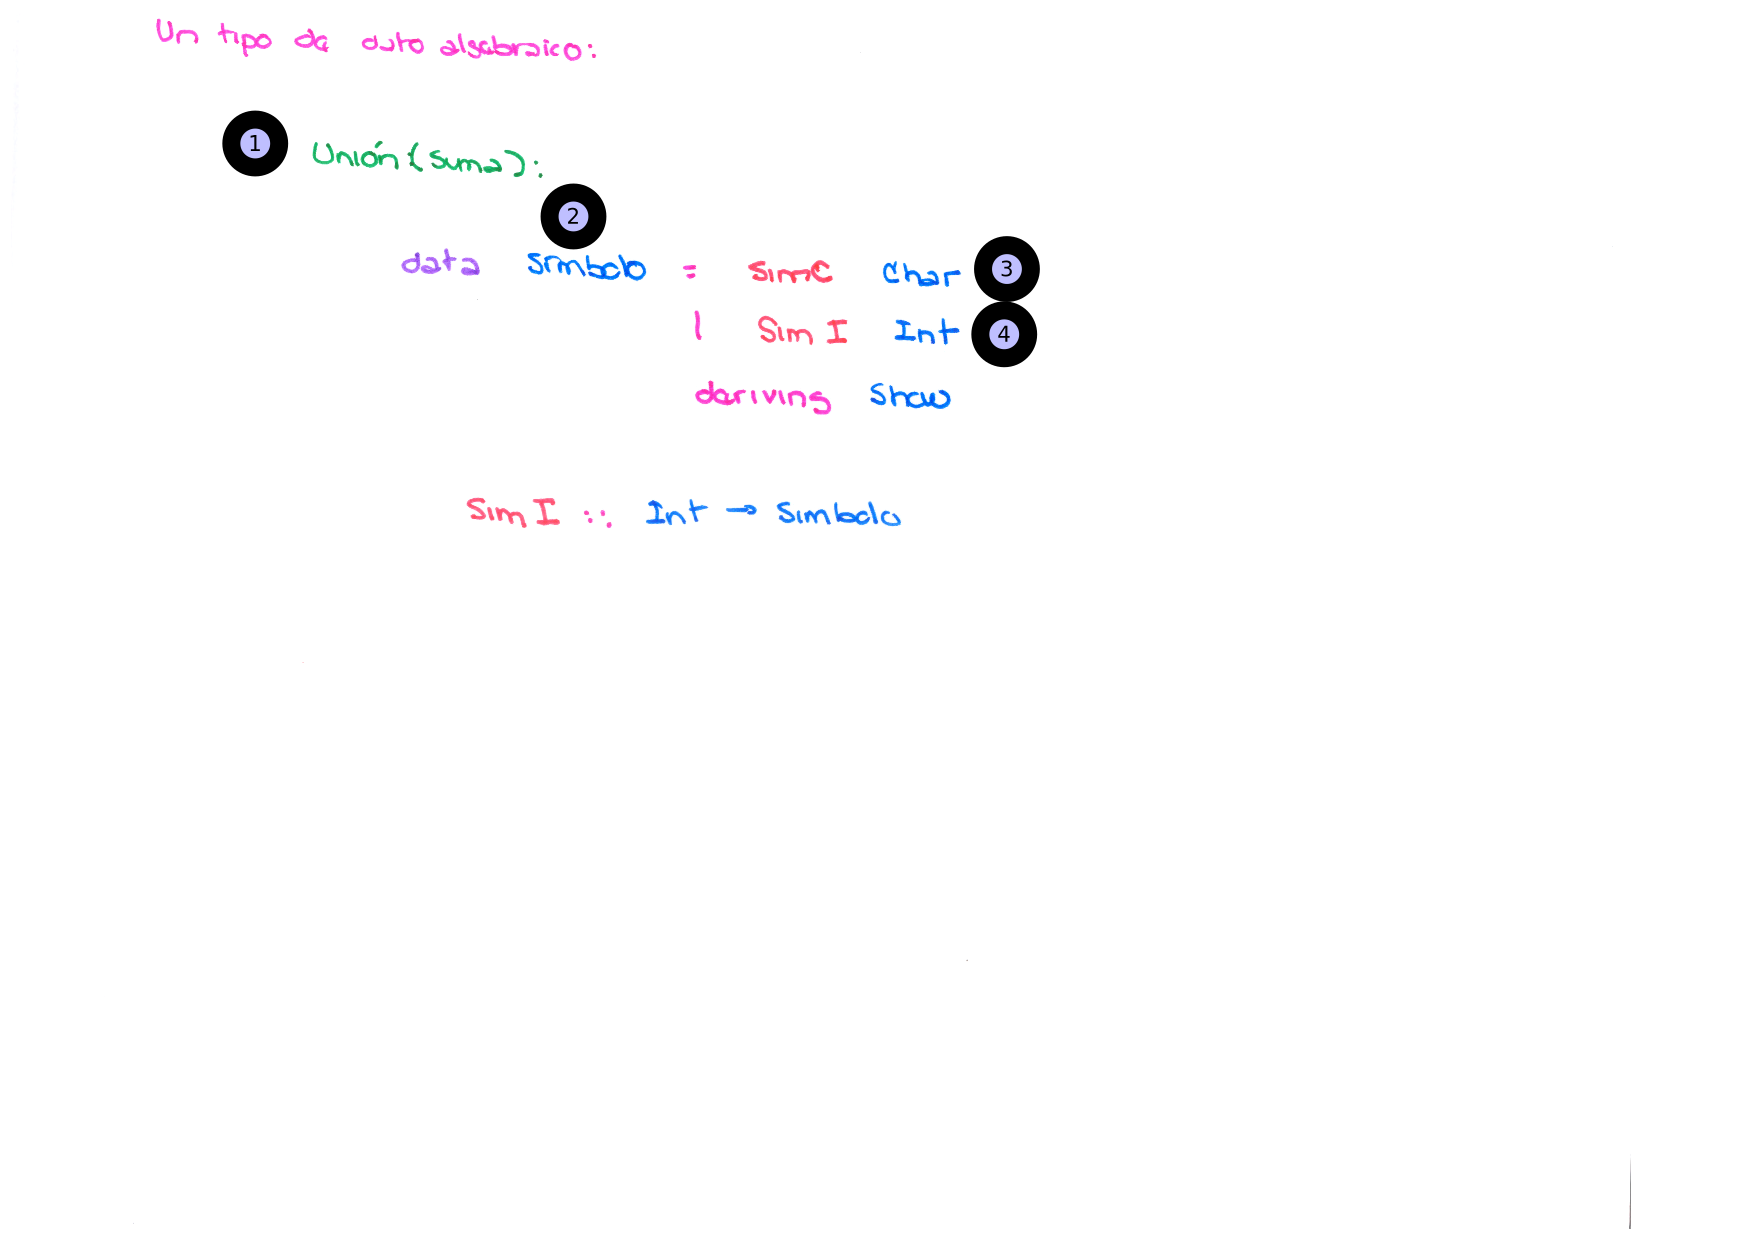 Un tipo de dato algebraico:
1 Unión (suma):
2
data Símbolo = SimC Char 3
| SimI Int 4
deriving Show
SimI :: Int → Simbolo